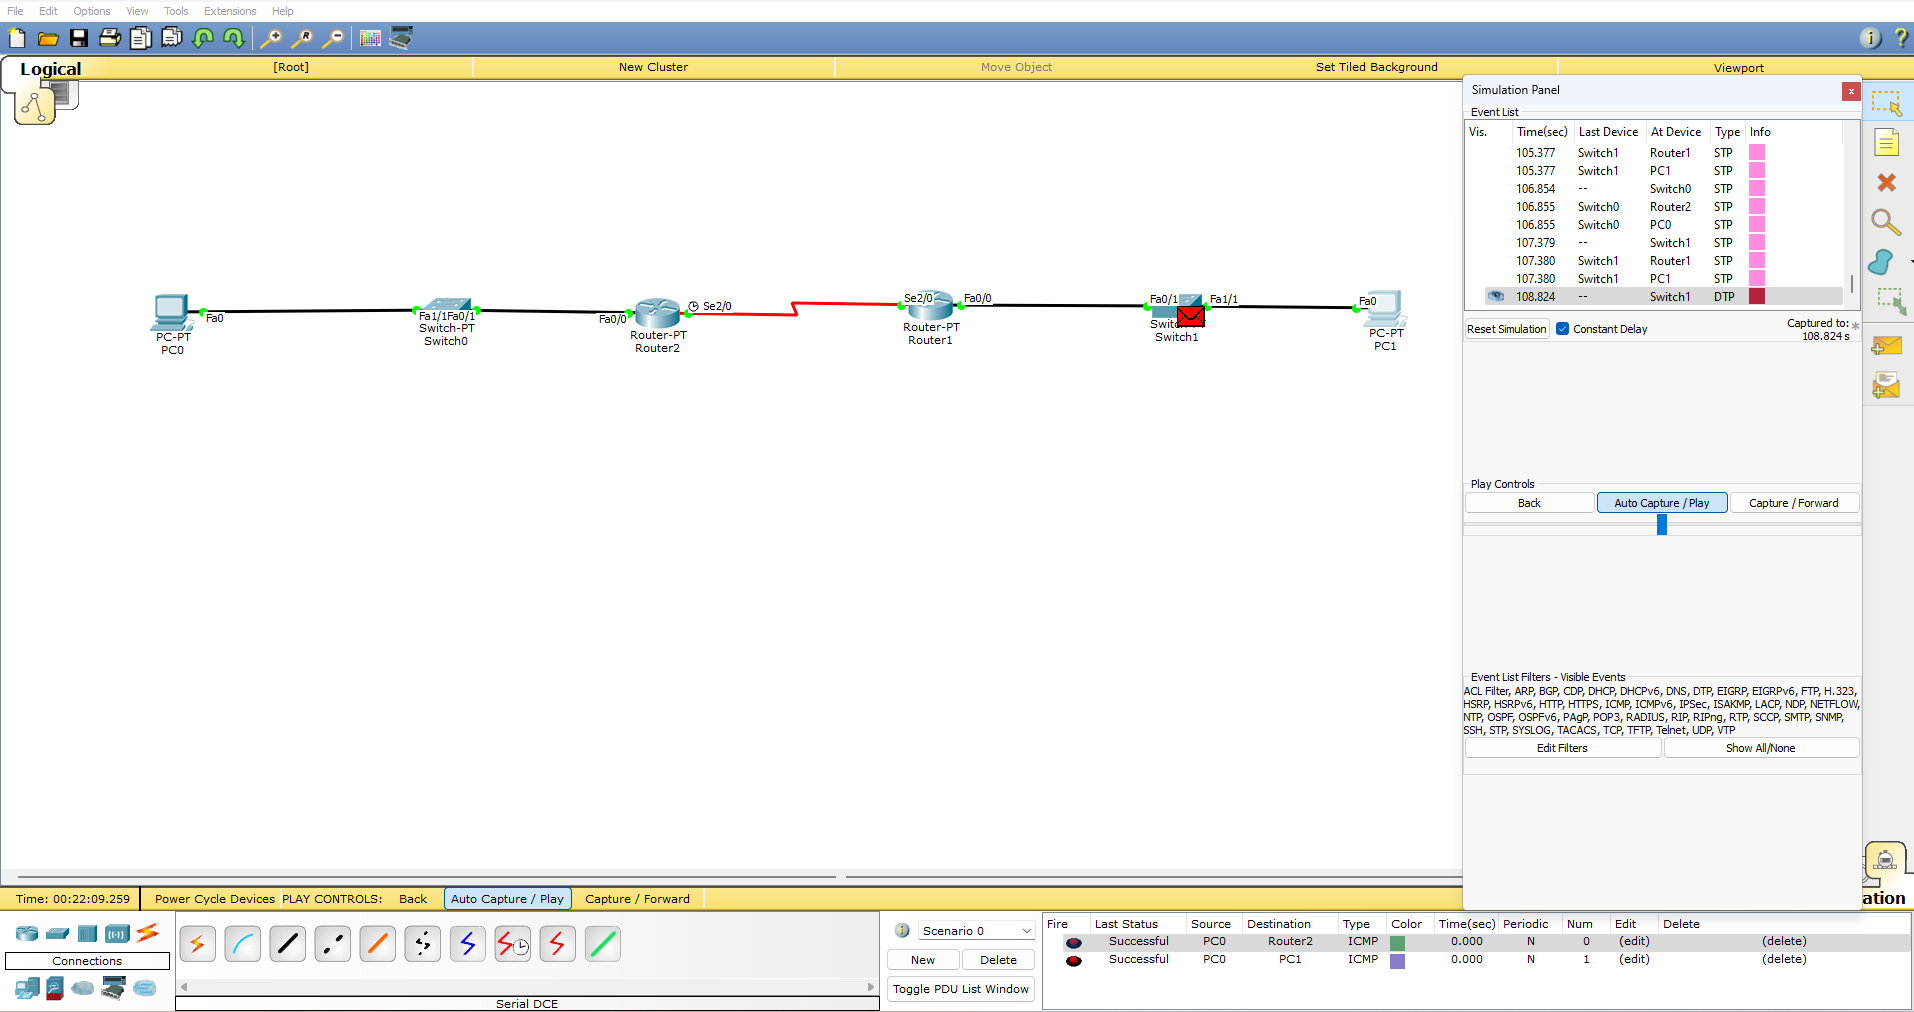 File Edit Options View Tools Extensions Help
Logical [Root] New Cluster Move Object Set Tiled Background Viewport
Simulation Panel
Event List
Vis. Time(sec) Last Device At Device Type Info
105.377 Switch1 Router1 STP
105.377 Switch1 PC1 STP
106.854 -- Switch0 STP
106.855 Switch0 Router2 STP
106.855 Switch0 PC0 STP
107.379 -- Switch1 STP
107.380 Switch1 Router1 STP
107.380 Switch1 PC1 STP
108.824 -- Switch1 DTP
Reset Simulation Constant Delay Captured to: *
108.824 s
Fa0
PC-PT
PC0
Fa1/1 Fa0/1
Switch-PT
Switch0
Fa0/0 Se2/0
Router-PT
Router2
Se2/0 Fa0/0
Router-PT
Router1
Fa0/1 Fa1/1
Switch1
Fa0
PC-PT
PC1
Play Controls
Back Auto Capture / Play Capture / Forward
Event List Filters - Visible Events
ACL Filter, ARP, BGP, CDP, DHCP, DHCPv6, DNS, DTP, EIGRP, EIGRPv6, FTP, H.323,
HSRP, HSRPv6, HTTP, HTTPS, ICMP, ICMPv6, IPSec, ISAKMP, LACP, NDP, NETFLOW,
NTP, OSPF, OSPFv6, PAgP, POP3, RADIUS, RIP, RIPng, RTP, SCCP, SMTP, SNMP,
SSH, STP, SYSLOG, TACACS, TCP, TFTP, Telnet, UDP, VTP
Edit Filters Show All/None
Time: 00:22:09.259 Power Cycle Devices PLAY CONTROLS: Back Auto Capture / Play Capture / Forward
ation
Connections
Serial DCE
Scenario 0
New Delete
Toggle PDU List Window
Fire Last Status Source Destination Type Color Time(sec) Periodic Num Edit Delete
Successful PC0 Router2 ICMP 0.000 N 0 (edit) (delete)
Successful PC0 PC1 ICMP 0.000 N 1 (edit) (delete)